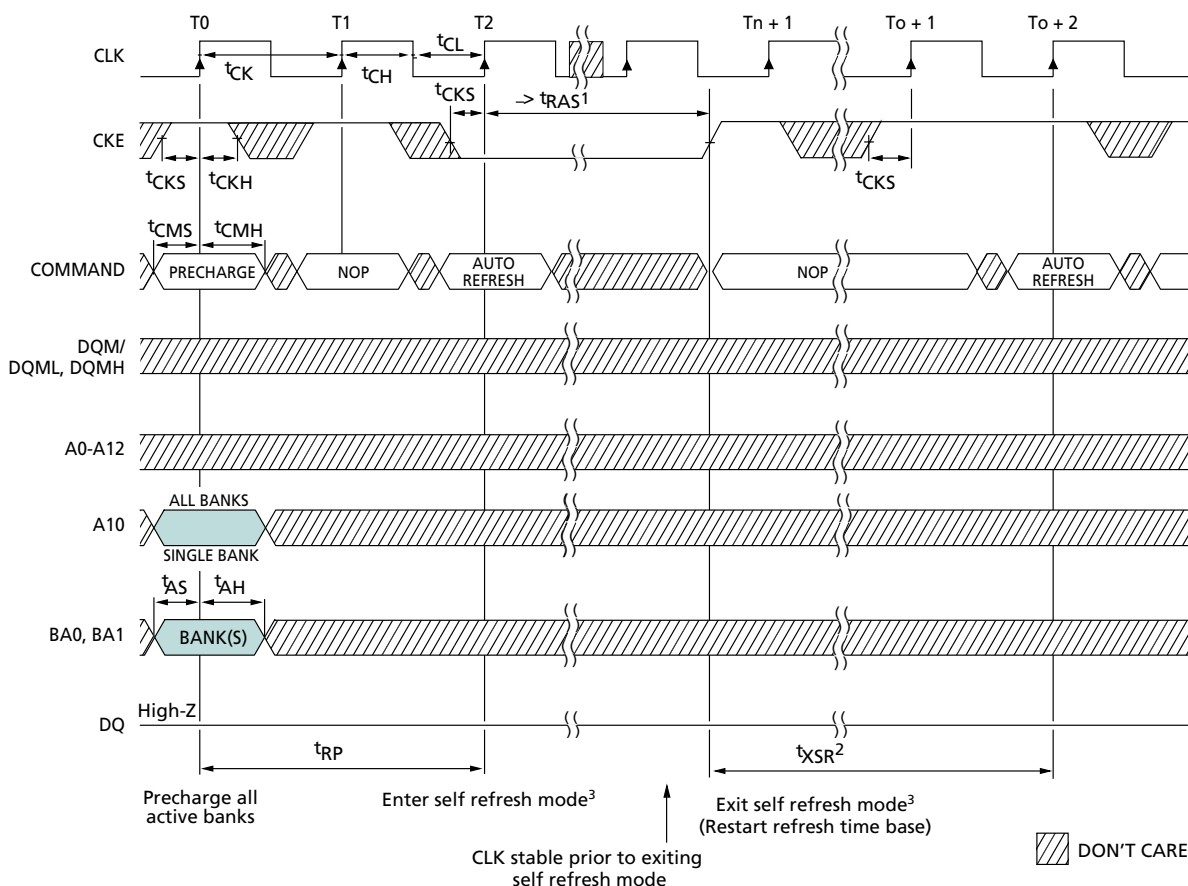 T0 T1 T2 Tn + 1 To + 1 To + 2
CLK
tCK tCH tCL
tCKS –> tRAS1
CKE
tCKS tCKH tCKS
tCMS tCMH
COMMAND PRECHARGE NOP AUTO REFRESH NOP AUTO REFRESH
DQM/
DQML, DQMH
A0-A12
ALL BANKS
A10
SINGLE BANK
tAS tAH
BA0, BA1 BANK(S)
High-Z
DQ
tRP tXSR2
Precharge all
active banks
Enter self refresh mode3
Exit self refresh mode3
(Restart refresh time base)
CLK stable prior to exiting
self refresh mode
DON'T CARE